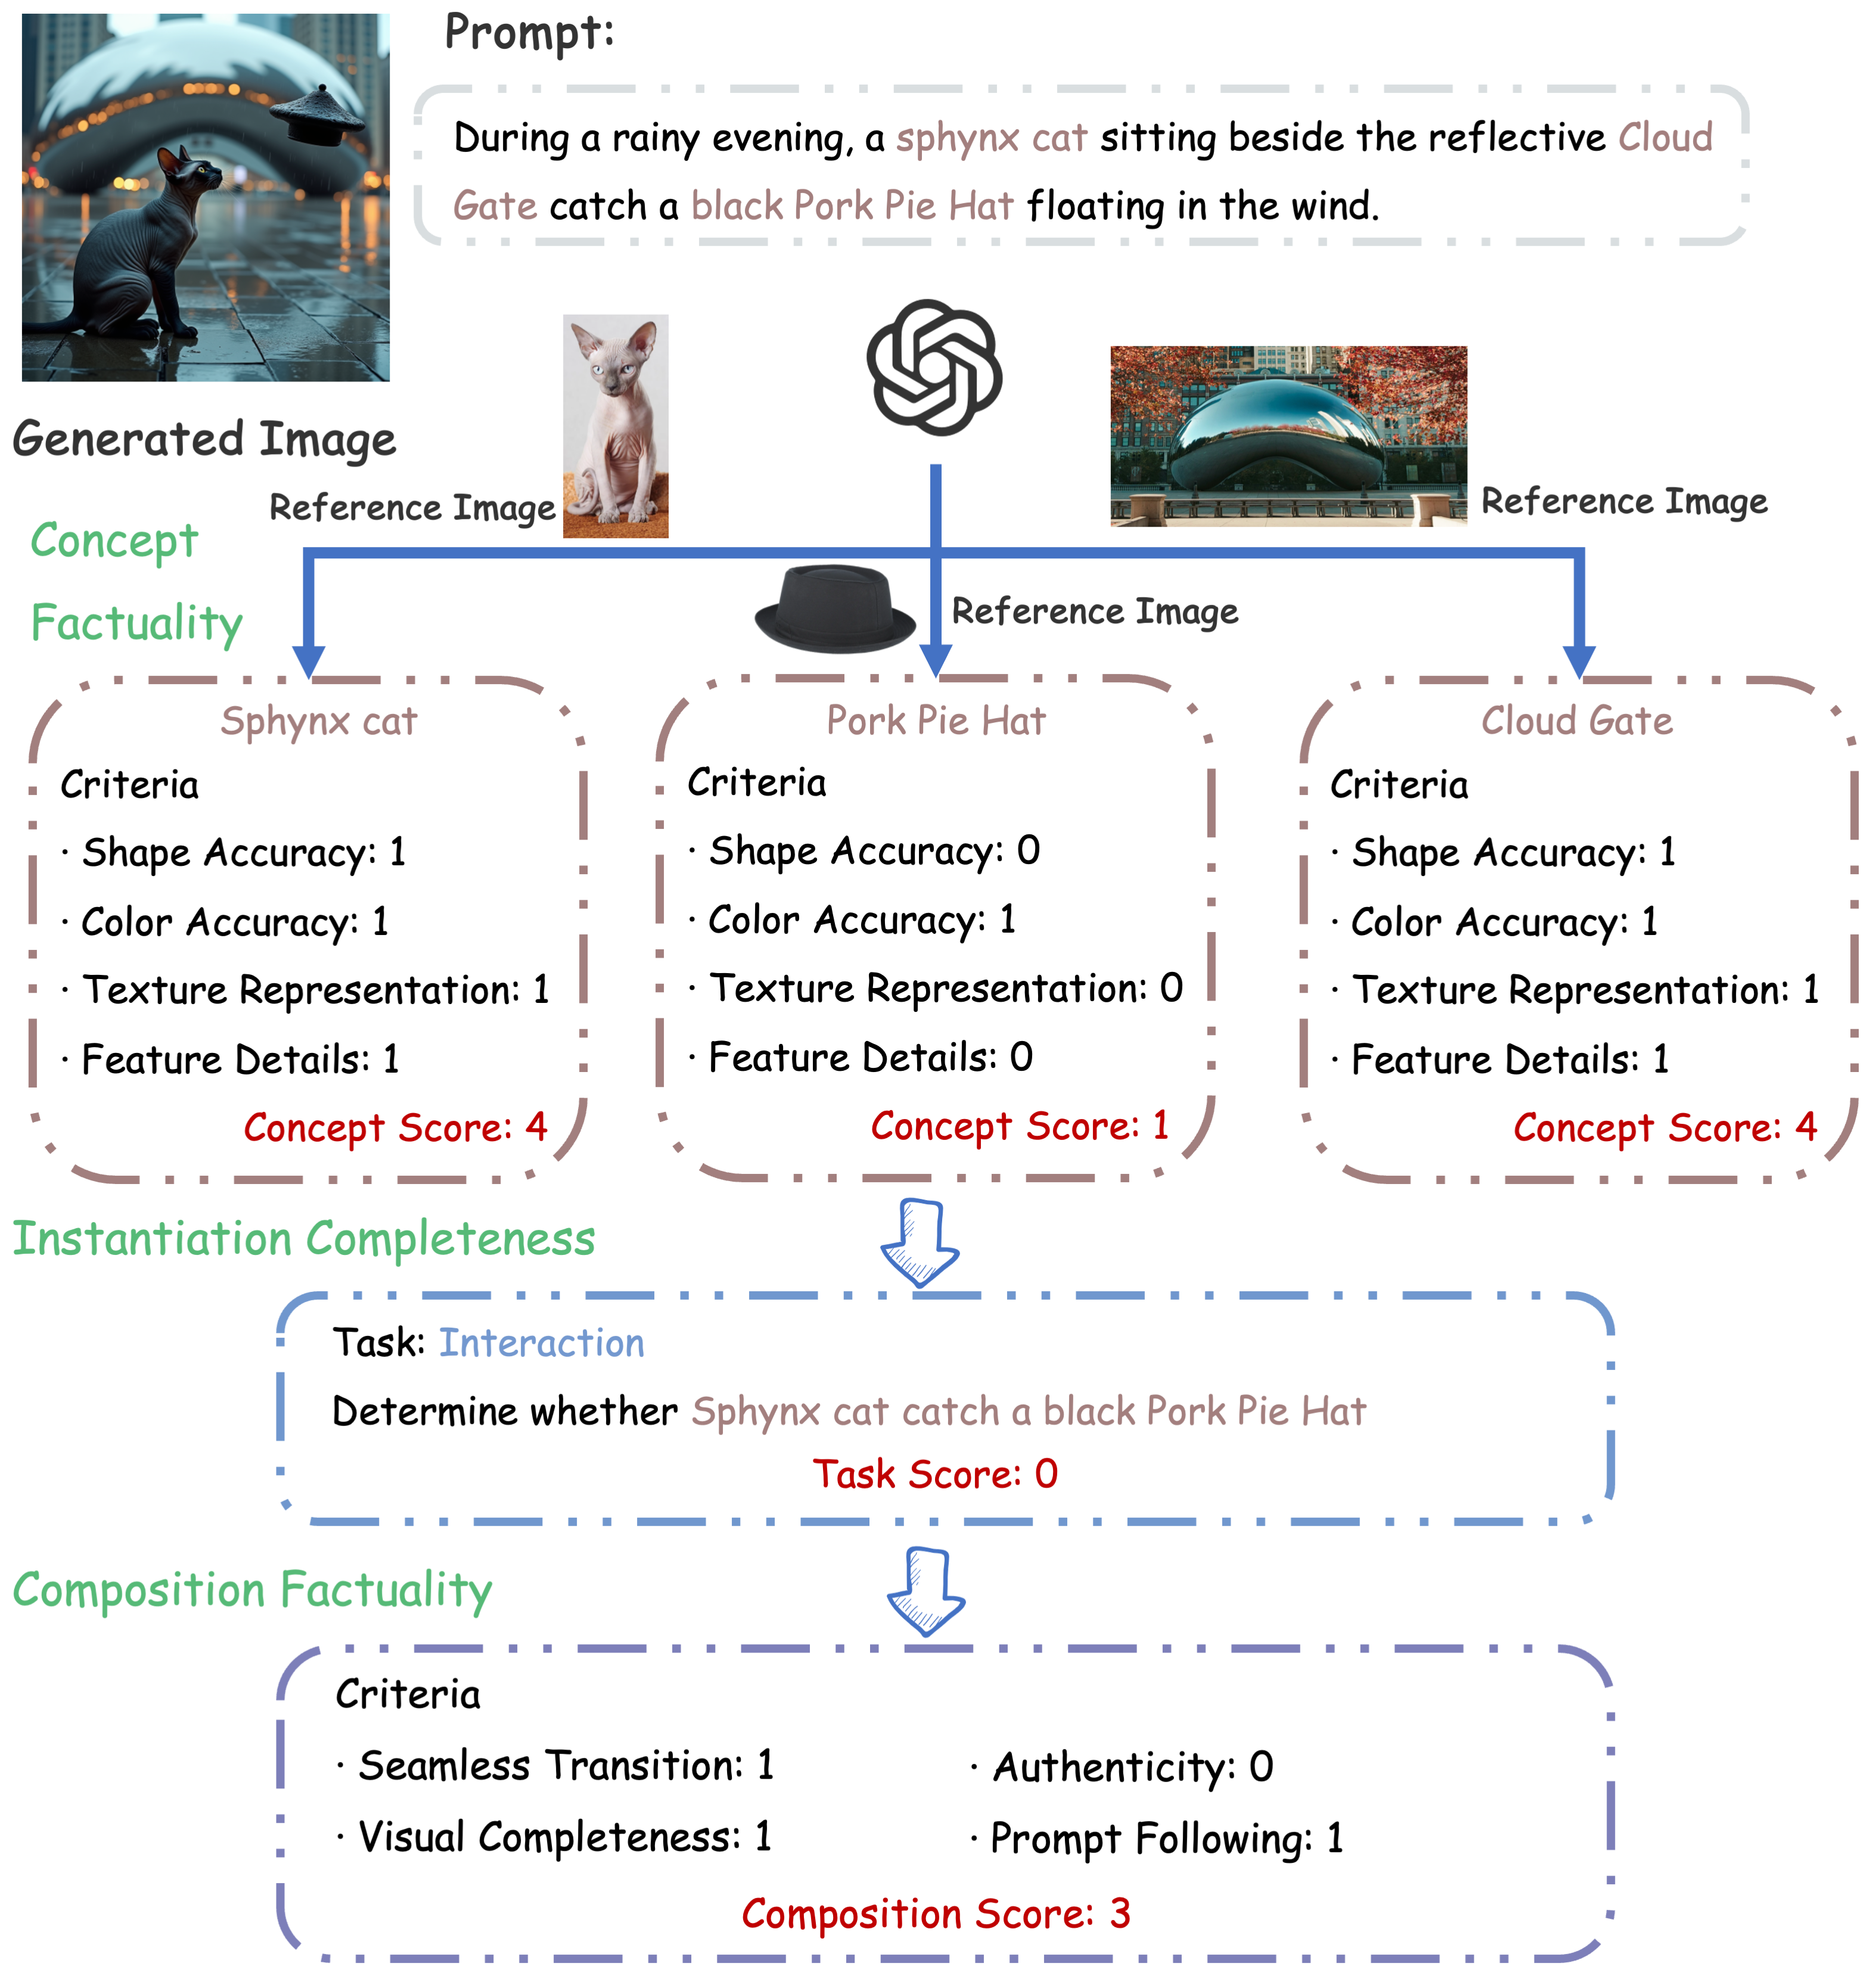 Prompt:
During a rainy evening, a sphynx cat sitting beside the reflective Cloud
Gate catch a black Pork Pie Hat floating in the wind.
Generated Image
Reference Image
Reference Image
Concept
Factuality
Reference Image
Sphynx cat
Criteria
· Shape Accuracy: 1
· Color Accuracy: 1
· Texture Representation: 1
· Feature Details: 1
Concept Score: 4
Pork Pie Hat
Criteria
· Shape Accuracy: 0
· Color Accuracy: 1
· Texture Representation: 0
· Feature Details: 0
Concept Score: 1
Cloud Gate
Criteria
· Shape Accuracy: 1
· Color Accuracy: 1
· Texture Representation: 1
· Feature Details: 1
Concept Score: 4
Instantiation Completeness
Task: Interaction
Determine whether Sphynx cat catch a black Pork Pie Hat
Task Score: 0
Composition Factuality
Criteria
· Seamless Transition: 1
· Authenticity: 0
· Visual Completeness: 1
· Prompt Following: 1
Composition Score: 3